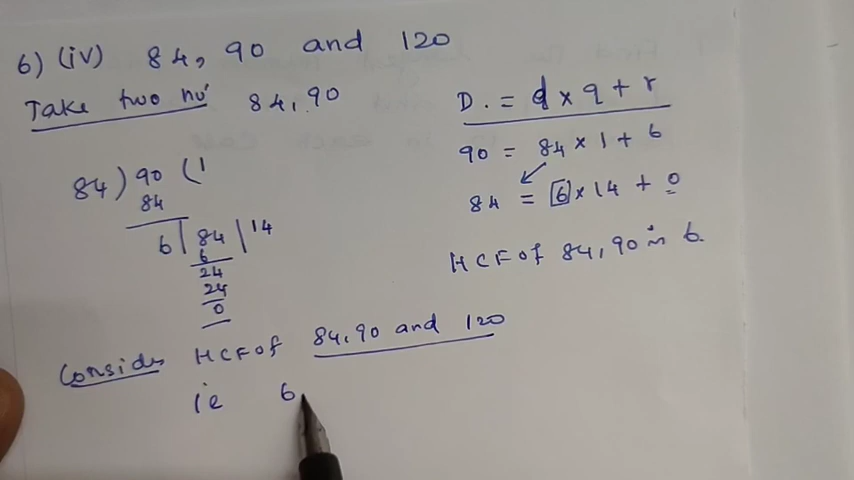 6) (iv) 84, 90 and 120
Take two no' 84, 90
84) 90 (1
84
6 | 84 | 14
6
24
24
0
D. = d × q + r
90 = 84 × 1 + 6
84 = 6 × 14 + 0
HCF of 84, 90 is 6.
Consider HCF of 84, 90 and 120
ie 6